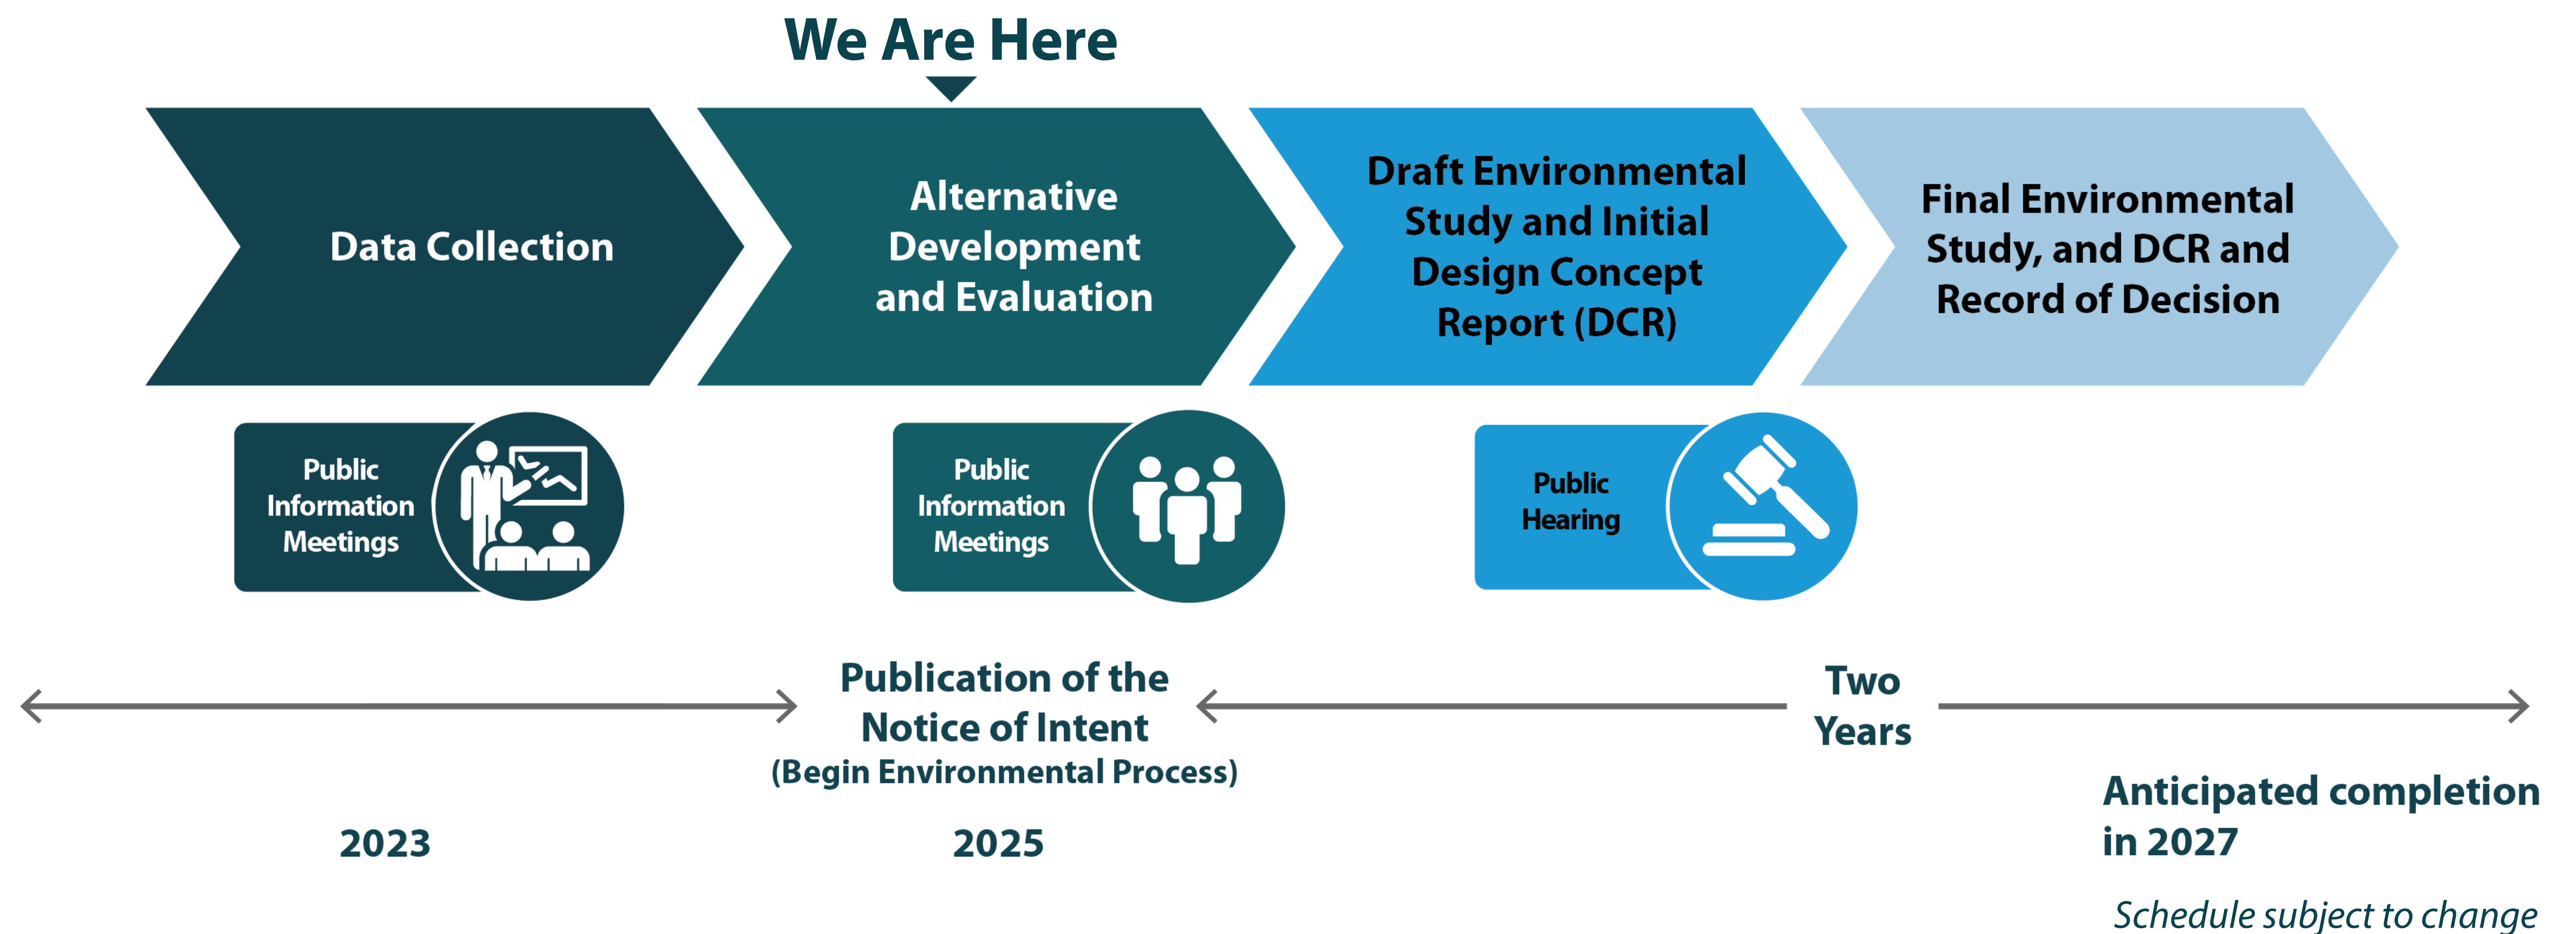 We Are Here
Data Collection
Alternative
Development
and Evaluation
Draft Environmental
Study and Initial
Design Concept
Report (DCR)
Final Environmental
Study, and DCR and
Record of Decision
Public
Information
Meetings
Public
Information
Meetings
Public
Hearing
Publication of the
Notice of Intent
(Begin Environmental Process)
Two
Years
2023
2025
Anticipated completion
in 2027
Schedule subject to change